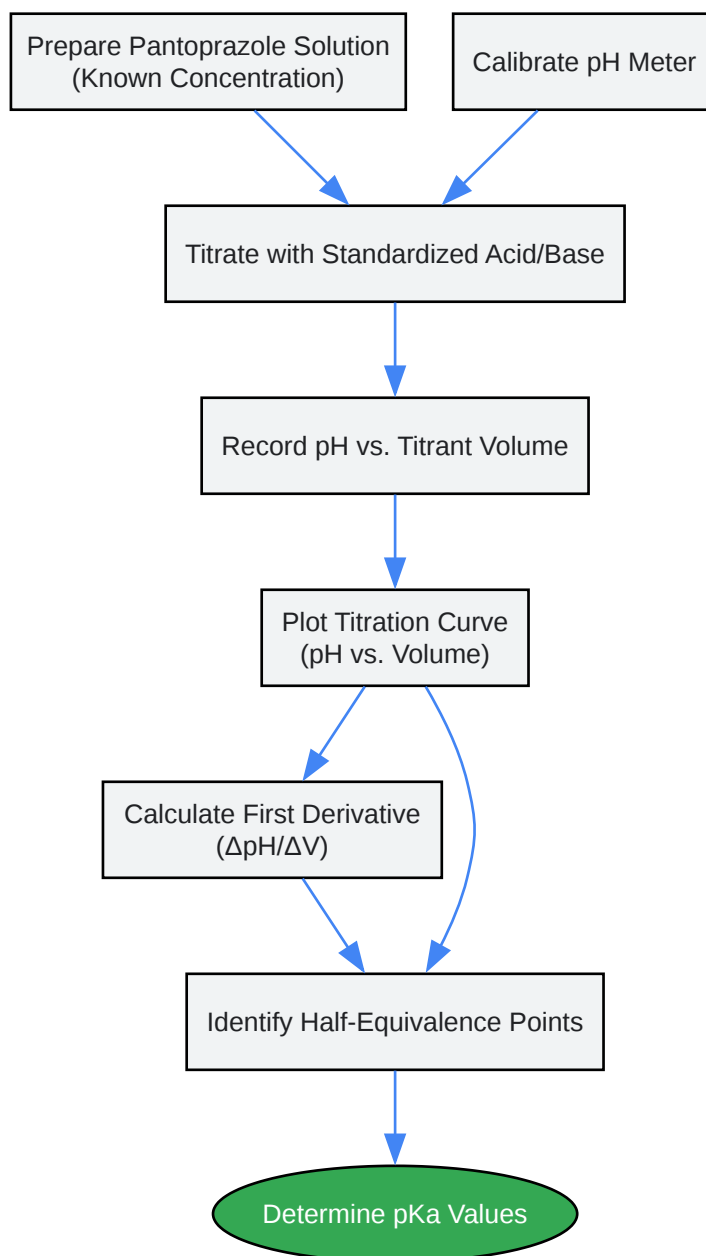 Prepare Pantoprazole Solution
(Known Concentration)
Calibrate pH Meter
Titrate with Standardized Acid/Base
Record pH vs. Titrant Volume
Plot Titration Curve
(pH vs. Volume)
Calculate First Derivative
(ΔpH/ΔV)
Identify Half-Equivalence Points
Determine pKa Values